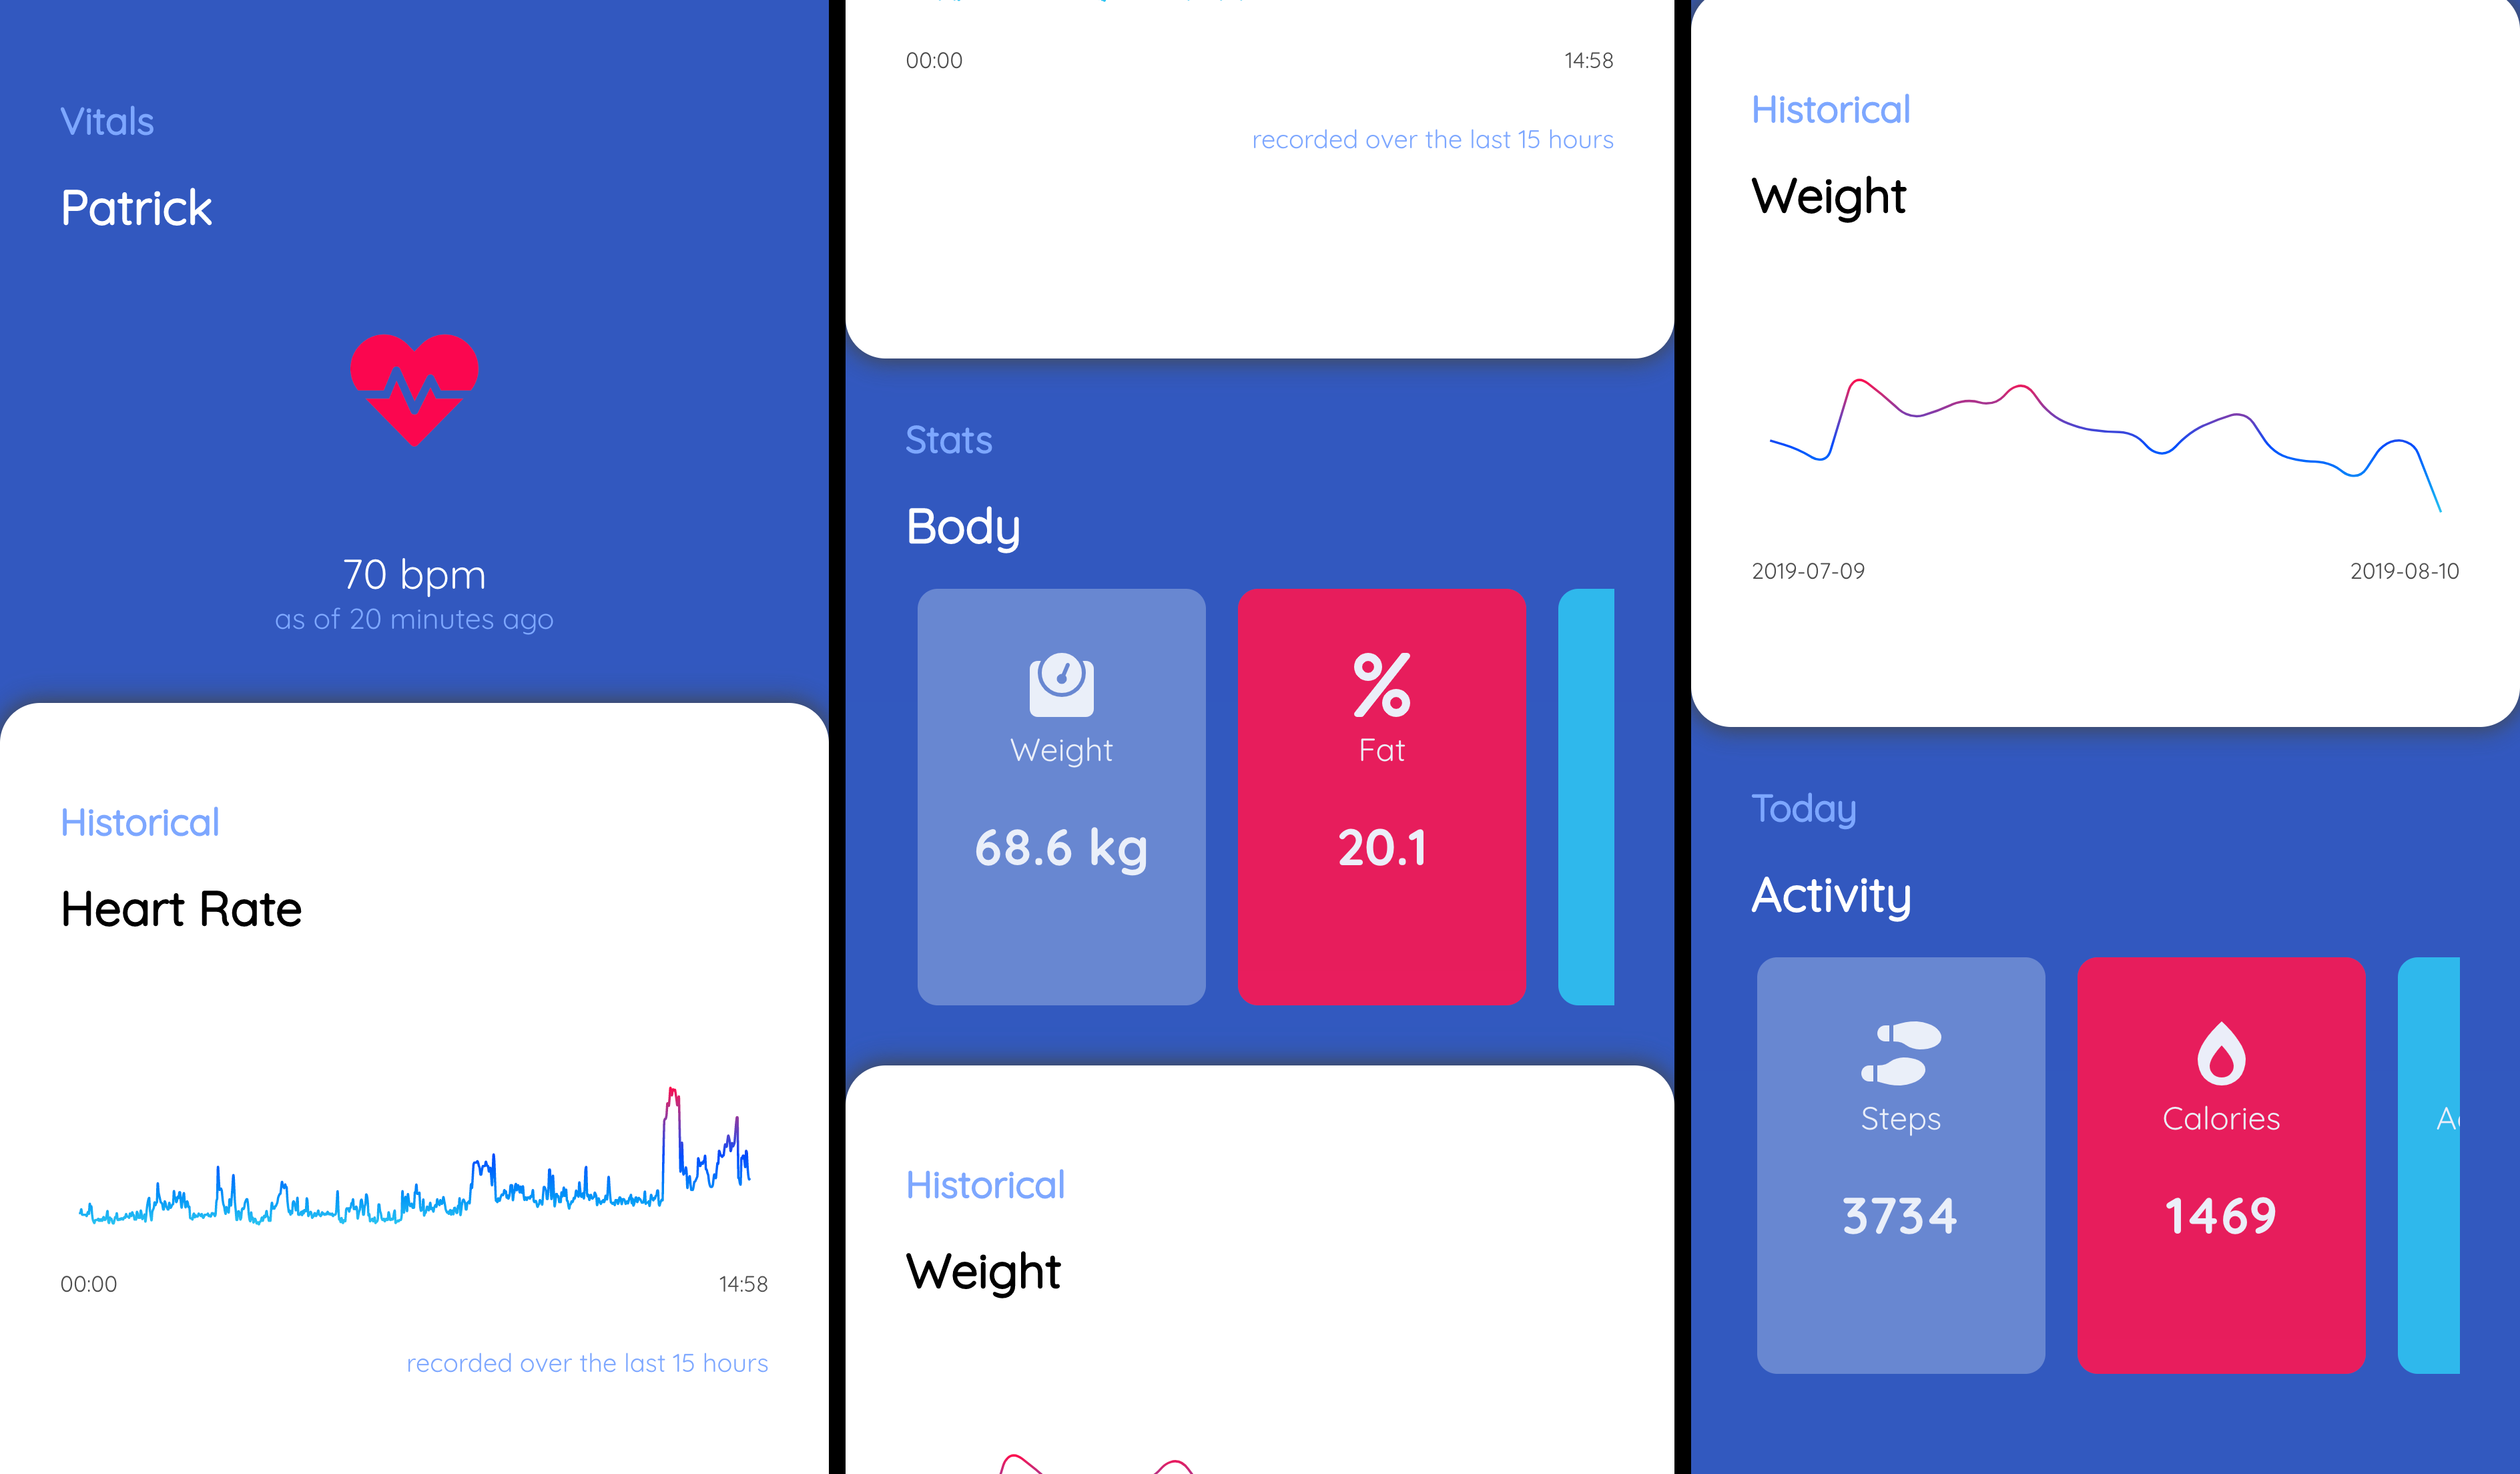 Vitals
Patrick
70 bpm
as of 20 minutes ago
Historical
Heart Rate
00:00 14:58
recorded over the last 15 hours
00:00 14:58
recorded over the last 15 hours
Stats
Body
Weight Fat
68.6 kg 20.1
Historical
Weight
Historical
Weight
2019-07-09 2019-08-10
Today
Activity
Steps Calories
3734 1469